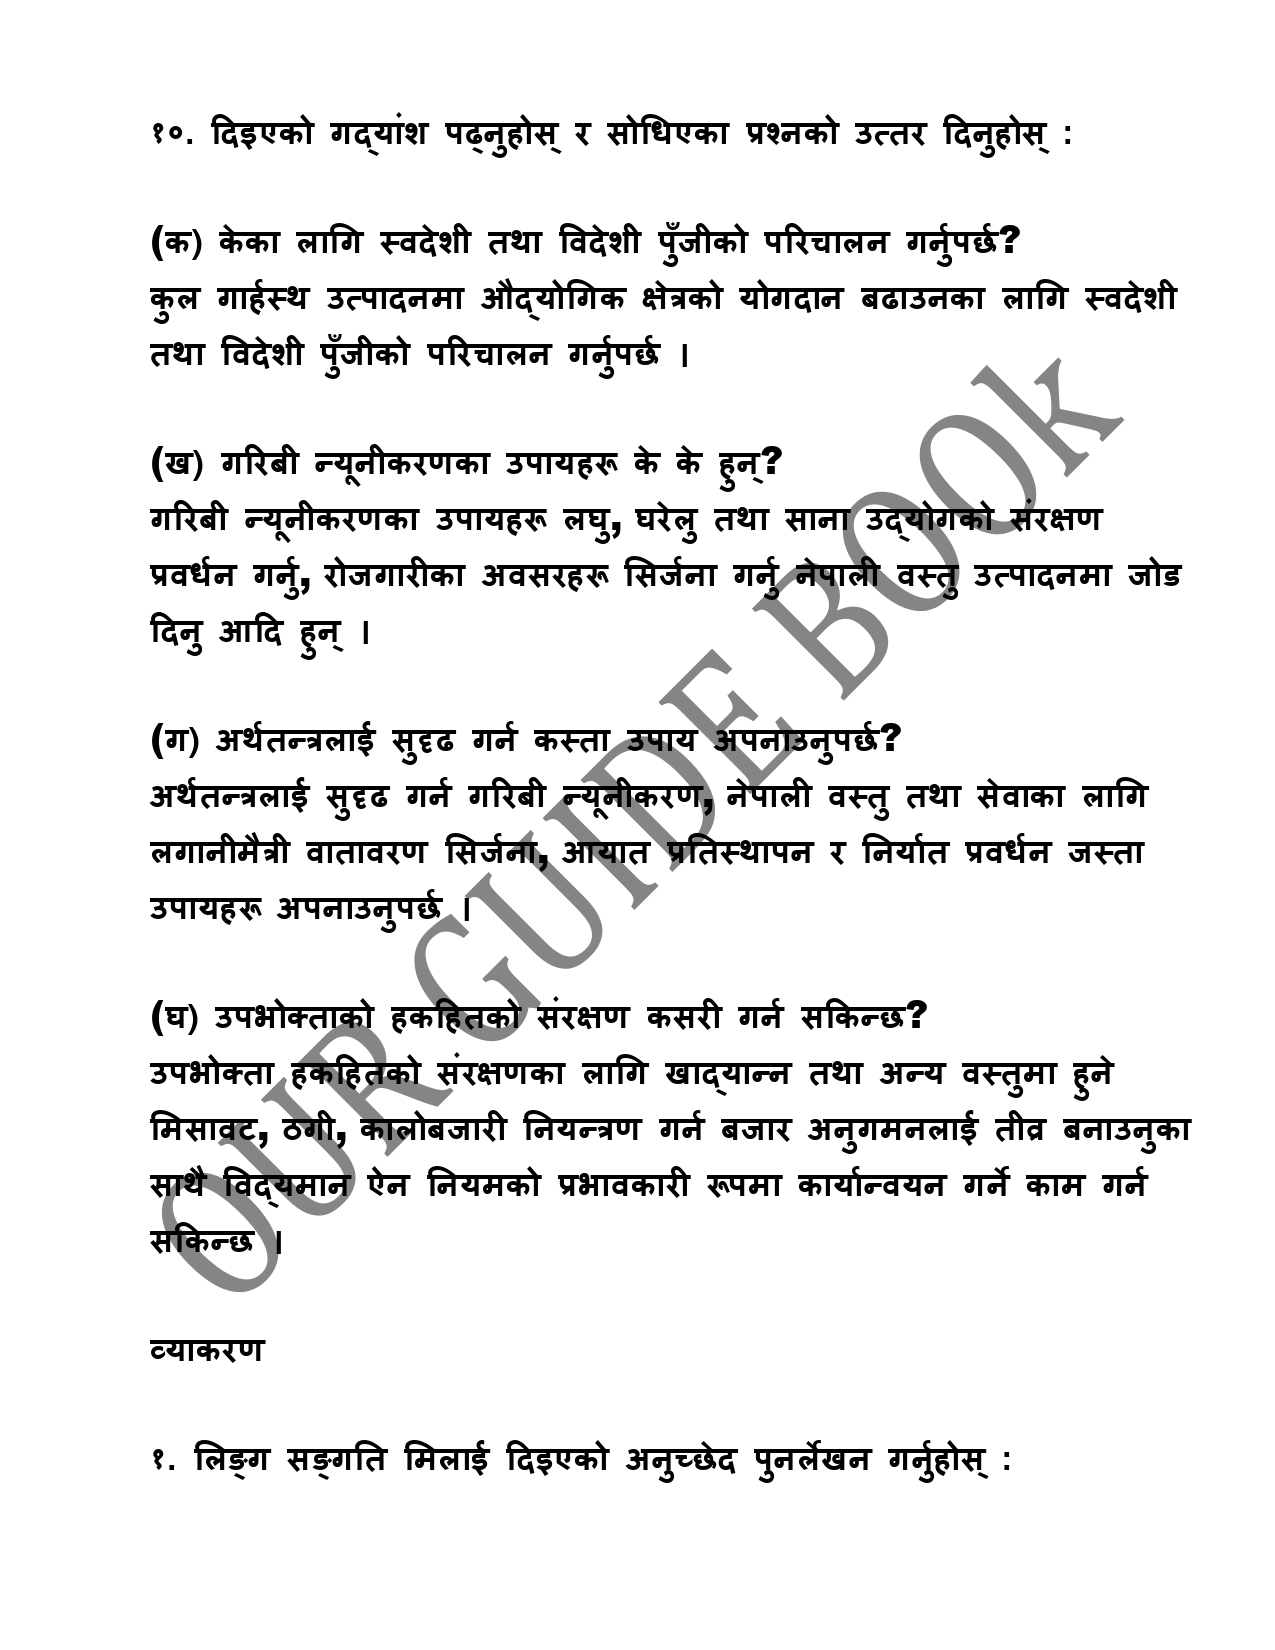 १०. दिइएको गद्‌यांश पढ्नुहोस् र सोधिएका प्रश्नको उत्तर दिनुहोस् :
(क) केका लागि स्वदेशी तथा विदेशी पुँजीको परिचालन गर्नुपर्छ?
कुल गार्हस्थ उत्पादनमा औद्‌योगिक क्षेत्रको योगदान बढाउनका लागि स्वदेशी
तथा विदेशी पुँजीको परिचालन गर्नुपर्छ ।
(ख) गरिबी न्यूनीकरणका उपायहरू के के हुन्?
गरिबी न्यूनीकरणका उपायहरू लघु, घरेलु तथा साना उद्‌योगको संरक्षण
प्रवर्धन गर्नु, रोजगारीका अवसरहरू सिर्जना गर्नु नेपाली वस्तु उत्पादनमा जोड
दिनु आदि हुन् ।
(ग) अर्थतन्त्रलाई सुदृढ गर्न कस्ता उपाय अपनाउनुपर्छ?
अर्थतन्त्रलाई सुदृढ गर्न गरिबी न्यूनीकरण, नेपाली वस्तु तथा सेवाका लागि
लगानीमैत्री वातावरण सिर्जना, आयात प्रतिस्थापन र निर्यात प्रवर्धन जस्ता
उपायहरू अपनाउनुपर्छ ।
(घ) उपभोक्ताको हकहितको संरक्षण कसरी गर्न सकिन्छ?
उपभोक्ता हकहितको संरक्षणका लागि खाद्‌यान्न तथा अन्य वस्तुमा हुने
मिसावट, ठगी, कालोबजारी नियन्त्रण गर्न बजार अनुगमनलाई तीव्र बनाउनुका
साथै विद्‌यमान ऐन नियमको प्रभावकारी रूपमा कार्यान्वयन गर्ने काम गर्न
सकिन्छ ।
व्याकरण
१. लिङ्ग सङ्गति मिलाई दिइएको अनुच्छेद पुनर्लेखन गर्नुहोस् :
OUR GUIDE BOOk